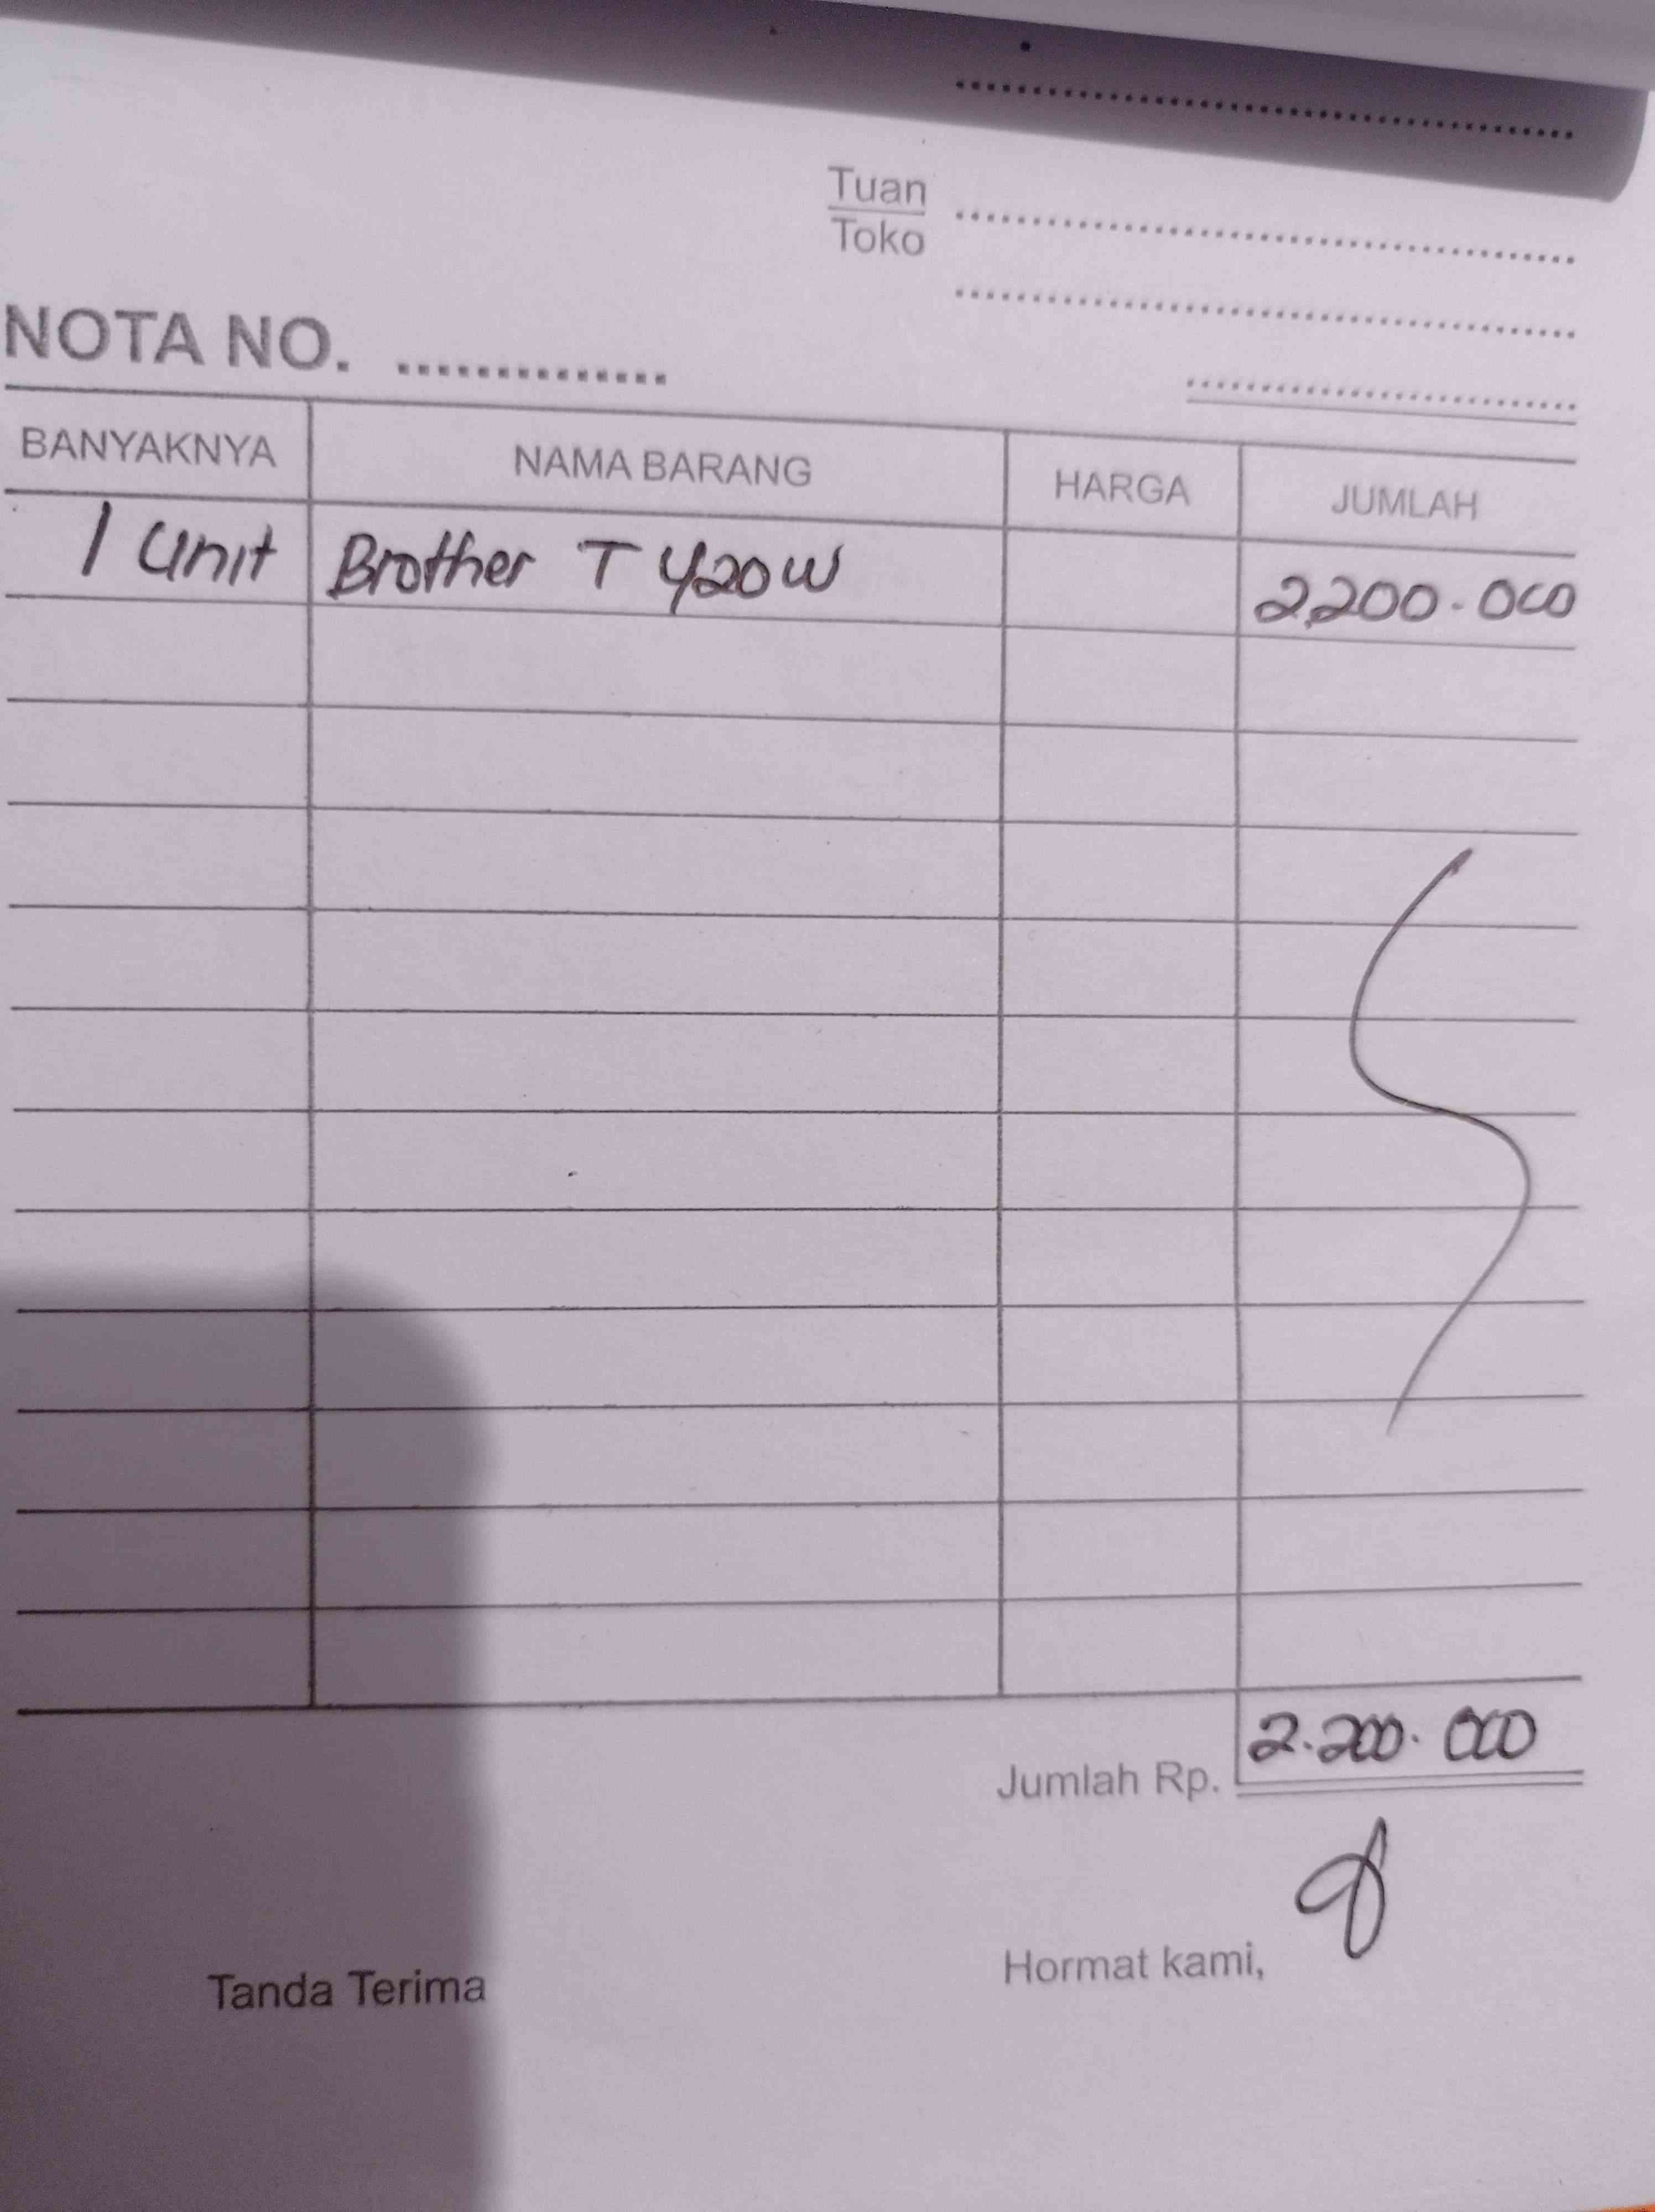 Tuan
Toko
NOTA NO.
BANYAKNYA NAMA BARANG HARGA JUMLAH
1 Unit Brother T 420W 2.200.000
Jumlah Rp. 2.200.000
Tanda Terima Hormat kami,